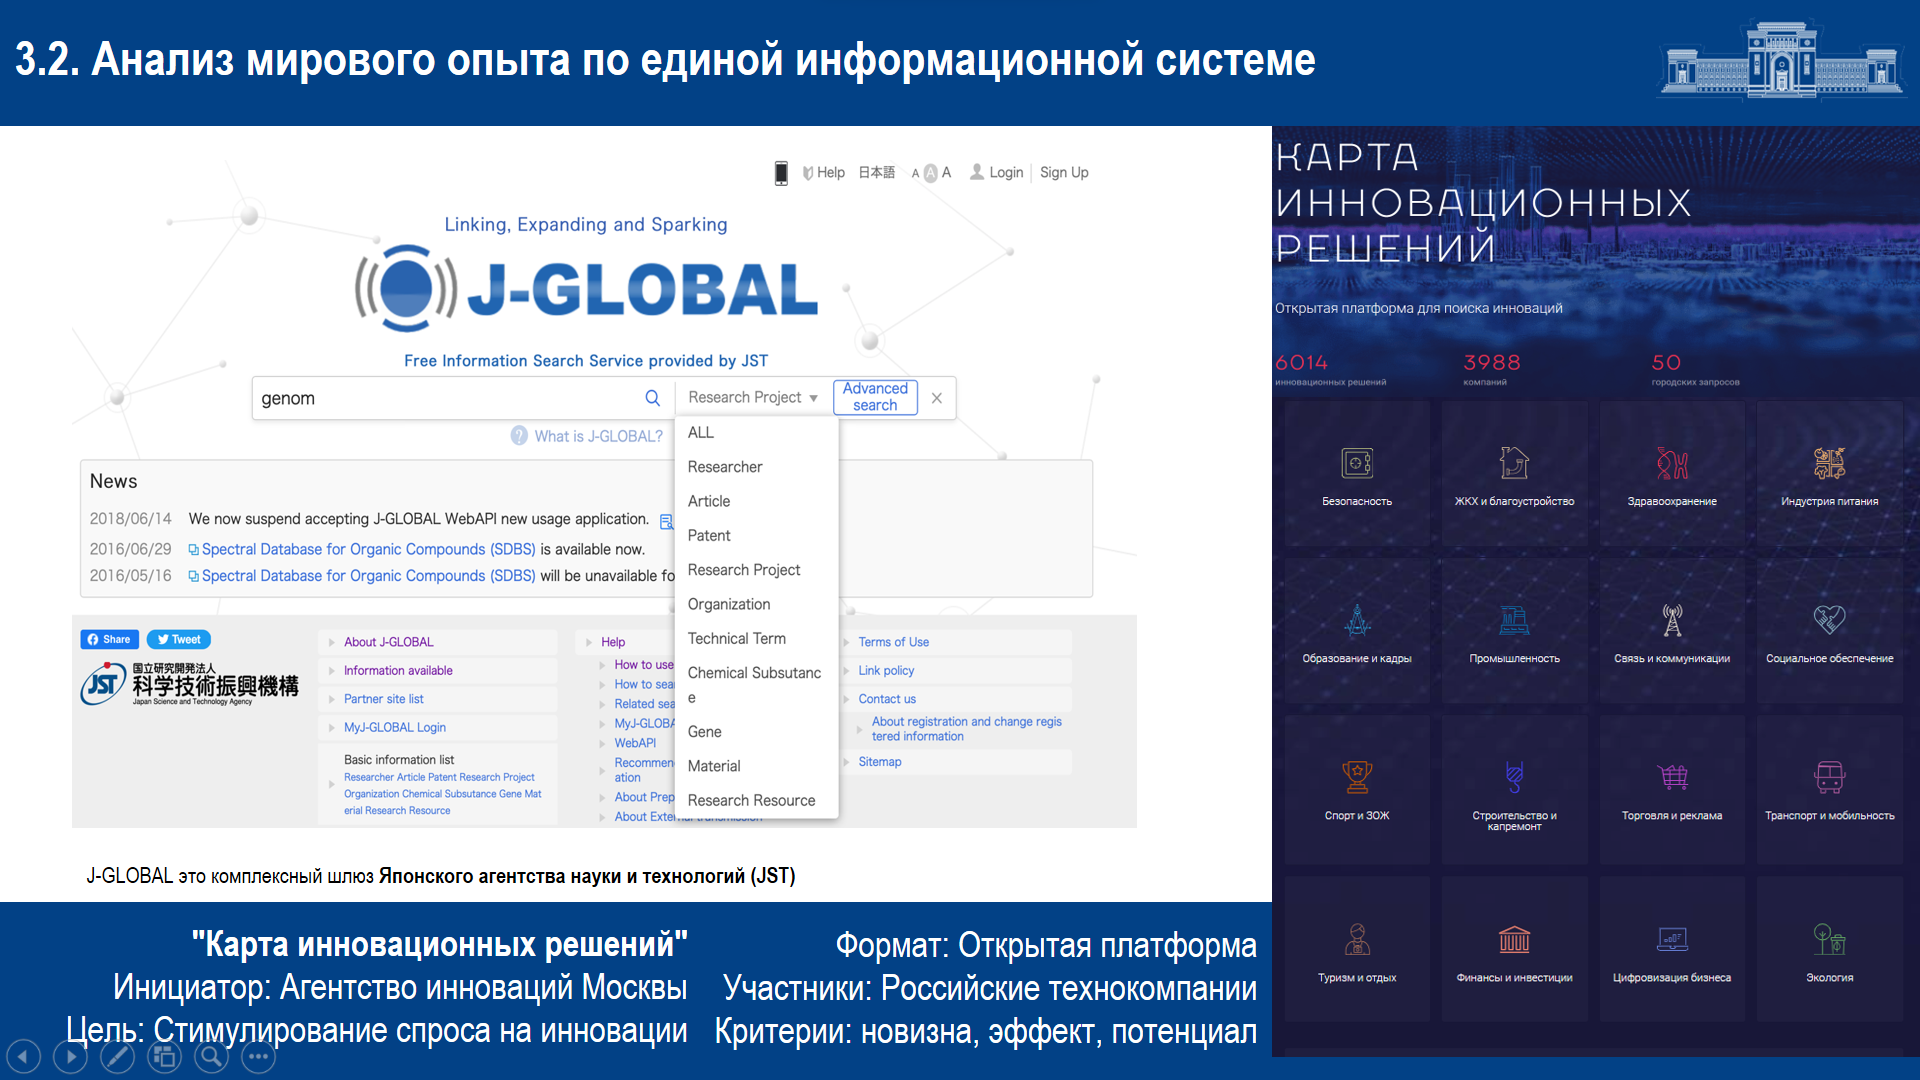 3.2. Анализ мирового опыта по единой информационной системе
Help 日本語 A A A Login Sign Up
Linking, Expanding and Sparking
J-GLOBAL
Free Information Search Service provided by JST
genom
Research Project
Advanced
search
What is J-GLOBAL?
ALL
Researcher
Article
Patent
Research Project
Organization
Technical Term
Chemical Subsutanc
e
Gene
Material
Research Resource
News
2018/06/14 We now suspend accepting J-GLOBAL WebAPI new usage application.
2016/06/29 Spectral Database for Organic Compounds (SDBS) is available now.
2016/05/16 Spectral Database for Organic Compounds (SDBS) will be unavailable fo
Share Tweet
JST
国立研究開発法人
科学技術振興機構
Japan Science and Technology Agency
About J-GLOBAL
Information available
Partner site list
MyJ-GLOBAL Login
Basic information list
Researcher Article Patent Research Project
Organization Chemical Subsutance Gene Mat
erial Research Resource
Help
How to use
How to sea
Related sea
MyJ-GLOBA
WebAPI
Recommen
ation
About Prep
About External transmission
Terms of Use
Link policy
Contact us
About registration and change regis
tered information
Sitemap
J-GLOBAL это комплексный шлюз Японского агентства науки и технологий (JST)
КАРТА
ИННОВАЦИОННЫХ
РЕШЕНИЙ
Открытая платформа для поиска инноваций
6014 3988 50
инновационных решений компаний городских запросов
Безопасность
ЖКХ и благоустройство
Здравоохранение
Индустрия питания
Образование и кадры
Промышленность
Связь и коммуникации
Социальное обеспечение
Спорт и ЗОЖ
Строительство и
капремонт
Торговля и реклама
Транспорт и мобильность
Туризм и отдых
Финансы и инвестиции
Цифровизация бизнеса
Экология
"Карта инновационных решений"
Инициатор: Агентство инноваций Москвы
Цель: Стимулирование спроса на инновации
Формат: Открытая платформа
Участники: Российские технокомпании
Критерии: новизна, эффект, потенциал